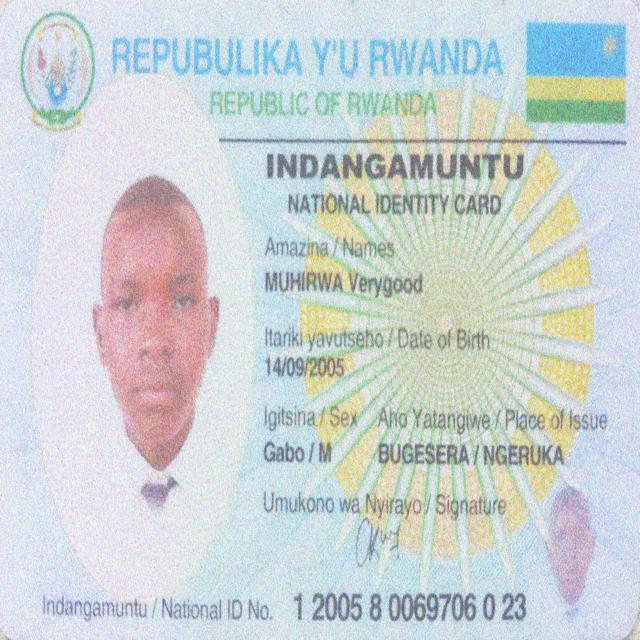 REPUBULIKA Y'U RWANDA
REPUBLIC OF RWANDA
INDANGAMUNTU
NATIONAL IDENTITY CARD
Amazina / Names
MUHIRWA Verygood
Itariki yavutseho / Date of Birth
14/09/2005
Igitsina / Sex Aho Yatangiwe / Place of Issue
Gabo / M BUGESERA / NGERUKA
Umukono wa Nyirayo / Signature
Indangamuntu / National ID No. 1 2005 8 0069706 0 23